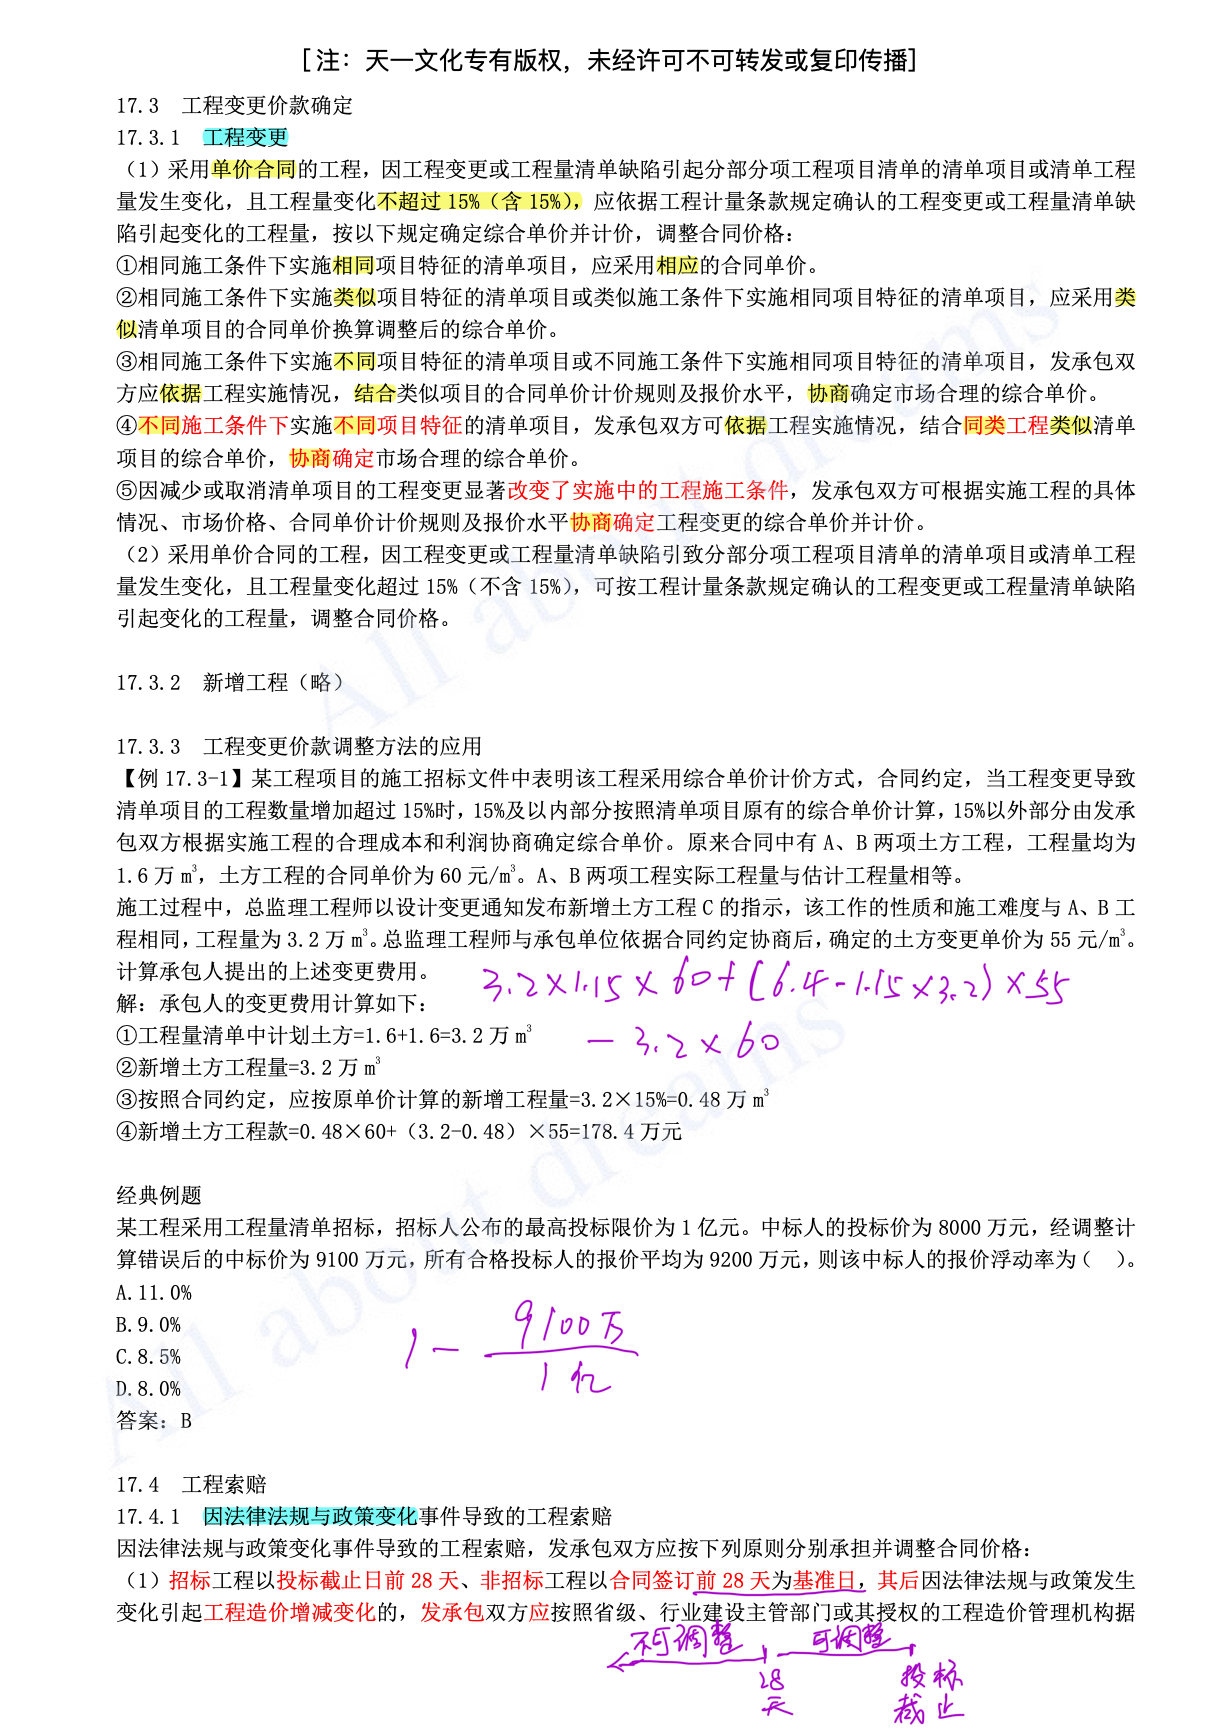 [注：天一文化专有版权，未经许可不可转发或复印传播]
17.3 工程变更价款确定
17.3.1 工程变更
（1）采用单价合同的工程，因工程变更或工程量清单缺陷引起分部分项工程项目清单的清单项目或清单工程
量发生变化，且工程量变化不超过 15%（含 15%），应依据工程计量条款规定确认的工程变更或工程量清单缺
陷引起变化的工程量，按以下规定确定综合单价并计价，调整合同价格：
①相同施工条件下实施相同项目特征的清单项目，应采用相应的合同单价。
②相同施工条件下实施类似项目特征的清单项目或类似施工条件下实施相同项目特征的清单项目，应采用类
似清单项目的合同单价换算调整后的综合单价。
③相同施工条件下实施不同项目特征的清单项目或不同施工条件下实施相同项目特征的清单项目，发承包双
方应依据工程实施情况，结合类似项目的合同单价计价规则及报价水平，协商确定市场合理的综合单价。
④不同施工条件下实施不同项目特征的清单项目，发承包双方可依据工程实施情况，结合同类工程类似清单
项目的综合单价，协商确定市场合理的综合单价。
⑤因减少或取消清单项目的工程变更显著改变了实施中的工程施工条件，发承包双方可根据实施工程的具体
情况、市场价格、合同单价计价规则及报价水平协商确定工程变更的综合单价并计价。
（2）采用单价合同的工程，因工程变更或工程量清单缺陷引致分部分项工程项目清单的清单项目或清单工程
量发生变化，且工程量变化超过 15%（不含 15%），可按工程计量条款规定确认的工程变更或工程量清单缺陷
引起变化的工程量，调整合同价格。
17.3.2 新增工程（略）
17.3.3 工程变更价款调整方法的应用
【例 17.3-1】某工程项目的施工招标文件中表明该工程采用综合单价计价方式，合同约定，当工程变更导致
清单项目的工程数量增加超过 15%时，15%及以内部分按照清单项目原有的综合单价计算，15%以外部分由发承
包双方根据实施工程的合理成本和利润协商确定综合单价。原来合同中有 A、B 两项土方工程，工程量均为
1.6 万 m³，土方工程的合同单价为 60 元/m³。A、B 两项工程实际工程量与估计工程量相等。
施工过程中，总监理工程师以设计变更通知发布新增土方工程 C 的指示，该工作的性质和施工难度与 A、B 工
程相同，工程量为 3.2 万 m³。总监理工程师与承包单位依据合同约定协商后，确定的土方变更单价为 55 元/m³。
计算承包人提出的上述变更费用。
3.2×1.15×60+(6.4-1.15×3.2)×55
解：承包人的变更费用计算如下：
①工程量清单中计划土方=1.6+1.6=3.2 万 m³
- 3.2×60
②新增土方工程量=3.2 万 m³
③按照合同约定，应按原单价计算的新增工程量=3.2×15%=0.48 万 m³
④新增土方工程款=0.48×60+（3.2-0.48）×55=178.4 万元
经典例题
某工程采用工程量清单招标，招标人公布的最高投标限价为 1 亿元。中标人的投标价为 8000 万元，经调整计
算错误后的中标价为 9100 万元，所有合格投标人的报价平均为 9200 万元，则该中标人的报价浮动率为（ ）。
A.11.0%
B.9.0%
C.8.5%
D.8.0%
1 - 9100万
1亿
答案：B
17.4 工程索赔
17.4.1 因法律法规与政策变化事件导致的工程索赔
因法律法规与政策变化事件导致的工程索赔，发承包双方应按下列原则分别承担并调整合同价格：
（1）招标工程以投标截止日前 28 天、非招标工程以合同签订前 28 天为基准日，其后因法律法规与政策发生
变化引起工程造价增减变化的，发承包双方应按照省级、行业建设主管部门或其授权的工程造价管理机构据
不可调整 可调整
28天 投标截止
All about dreams
All about dreams